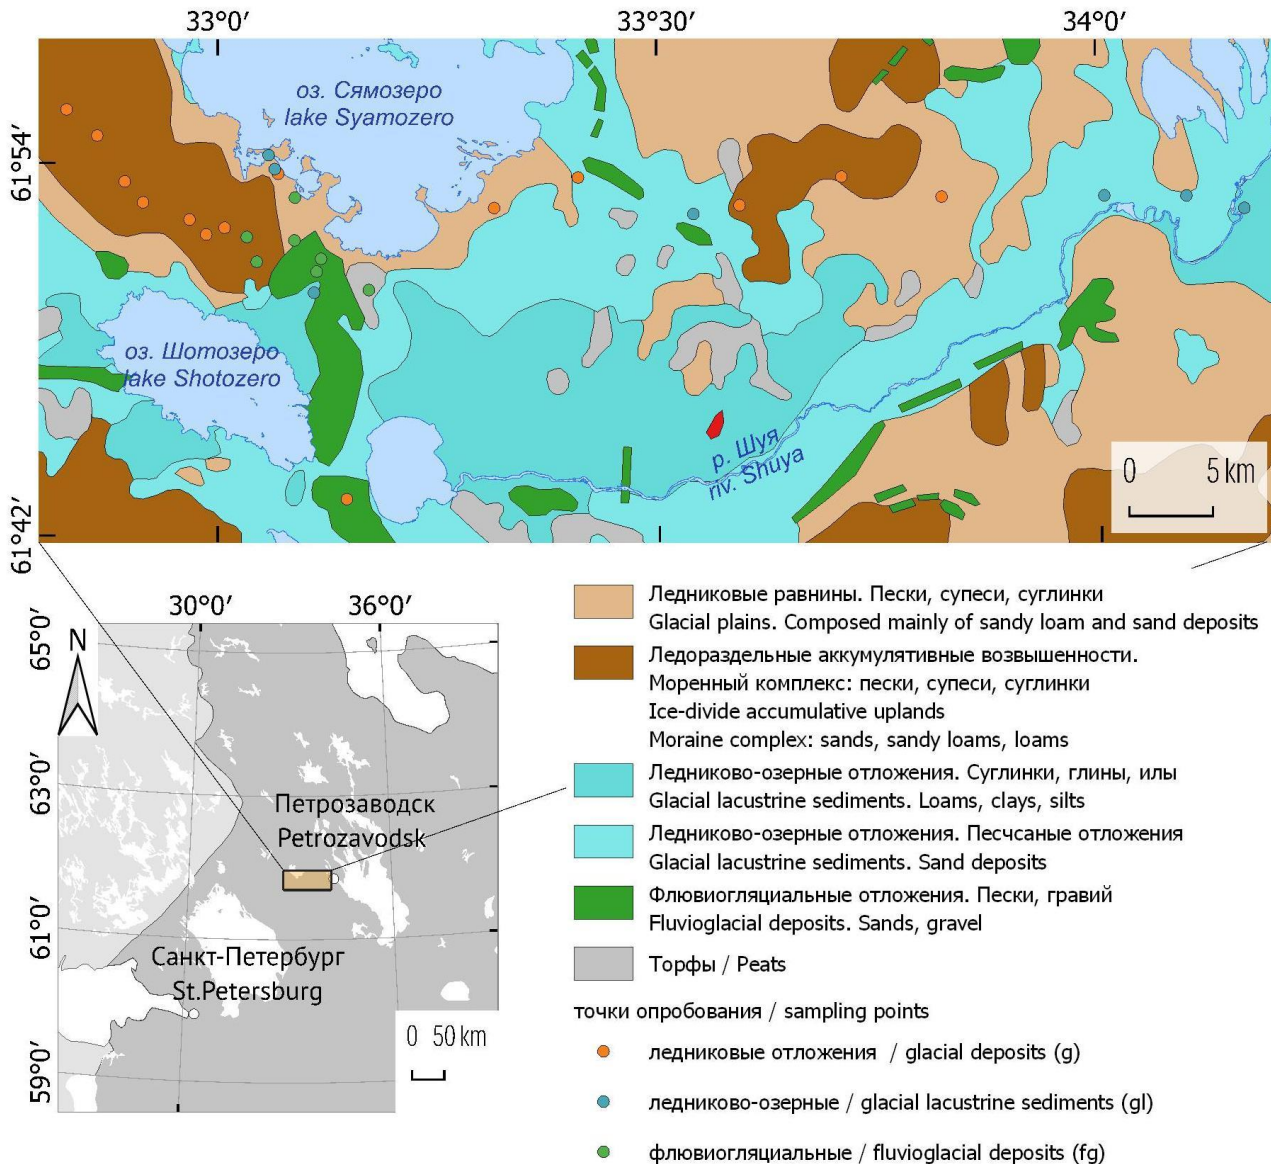 33°0′
33°30′
34°0′
61°54′
61°42′
оз. Сямозеро
lake Syamozero
оз. Шотозеро
lake Shotozero
р. Шуя
riv. Shuya
0 5 km
30°0′
36°0′
65°0′
63°0′
61°0′
59°0′
N
Петрозаводск
Petrozavodsk
Санкт-Петербург
St.Petersburg
0 50 km
Ледниковые равнины. Пески, супеси, суглинки
Glacial plains. Composed mainly of sandy loam and sand deposits
Ледораздельные аккумулятивные возвышенности.
Моренный комплекс: пески, супеси, суглинки
Ice-divide accumulative uplands
Moraine complex: sands, sandy loams, loams
Ледниково-озерные отложения. Суглинки, глины, илы
Glacial lacustrine sediments. Loams, clays, silts
Ледниково-озерные отложения. Песчсаные отложения
Glacial lacustrine sediments. Sand deposits
Флювиогляциальные отложения. Пески, гравий
Fluvioglacial deposits. Sands, gravel
Торфы / Peats
точки опробования / sampling points
ледниковые отложения / glacial deposits (g)
ледниково-озерные / glacial lacustrine sediments (gl)
флювиогляциальные / fluvioglacial deposits (fg)